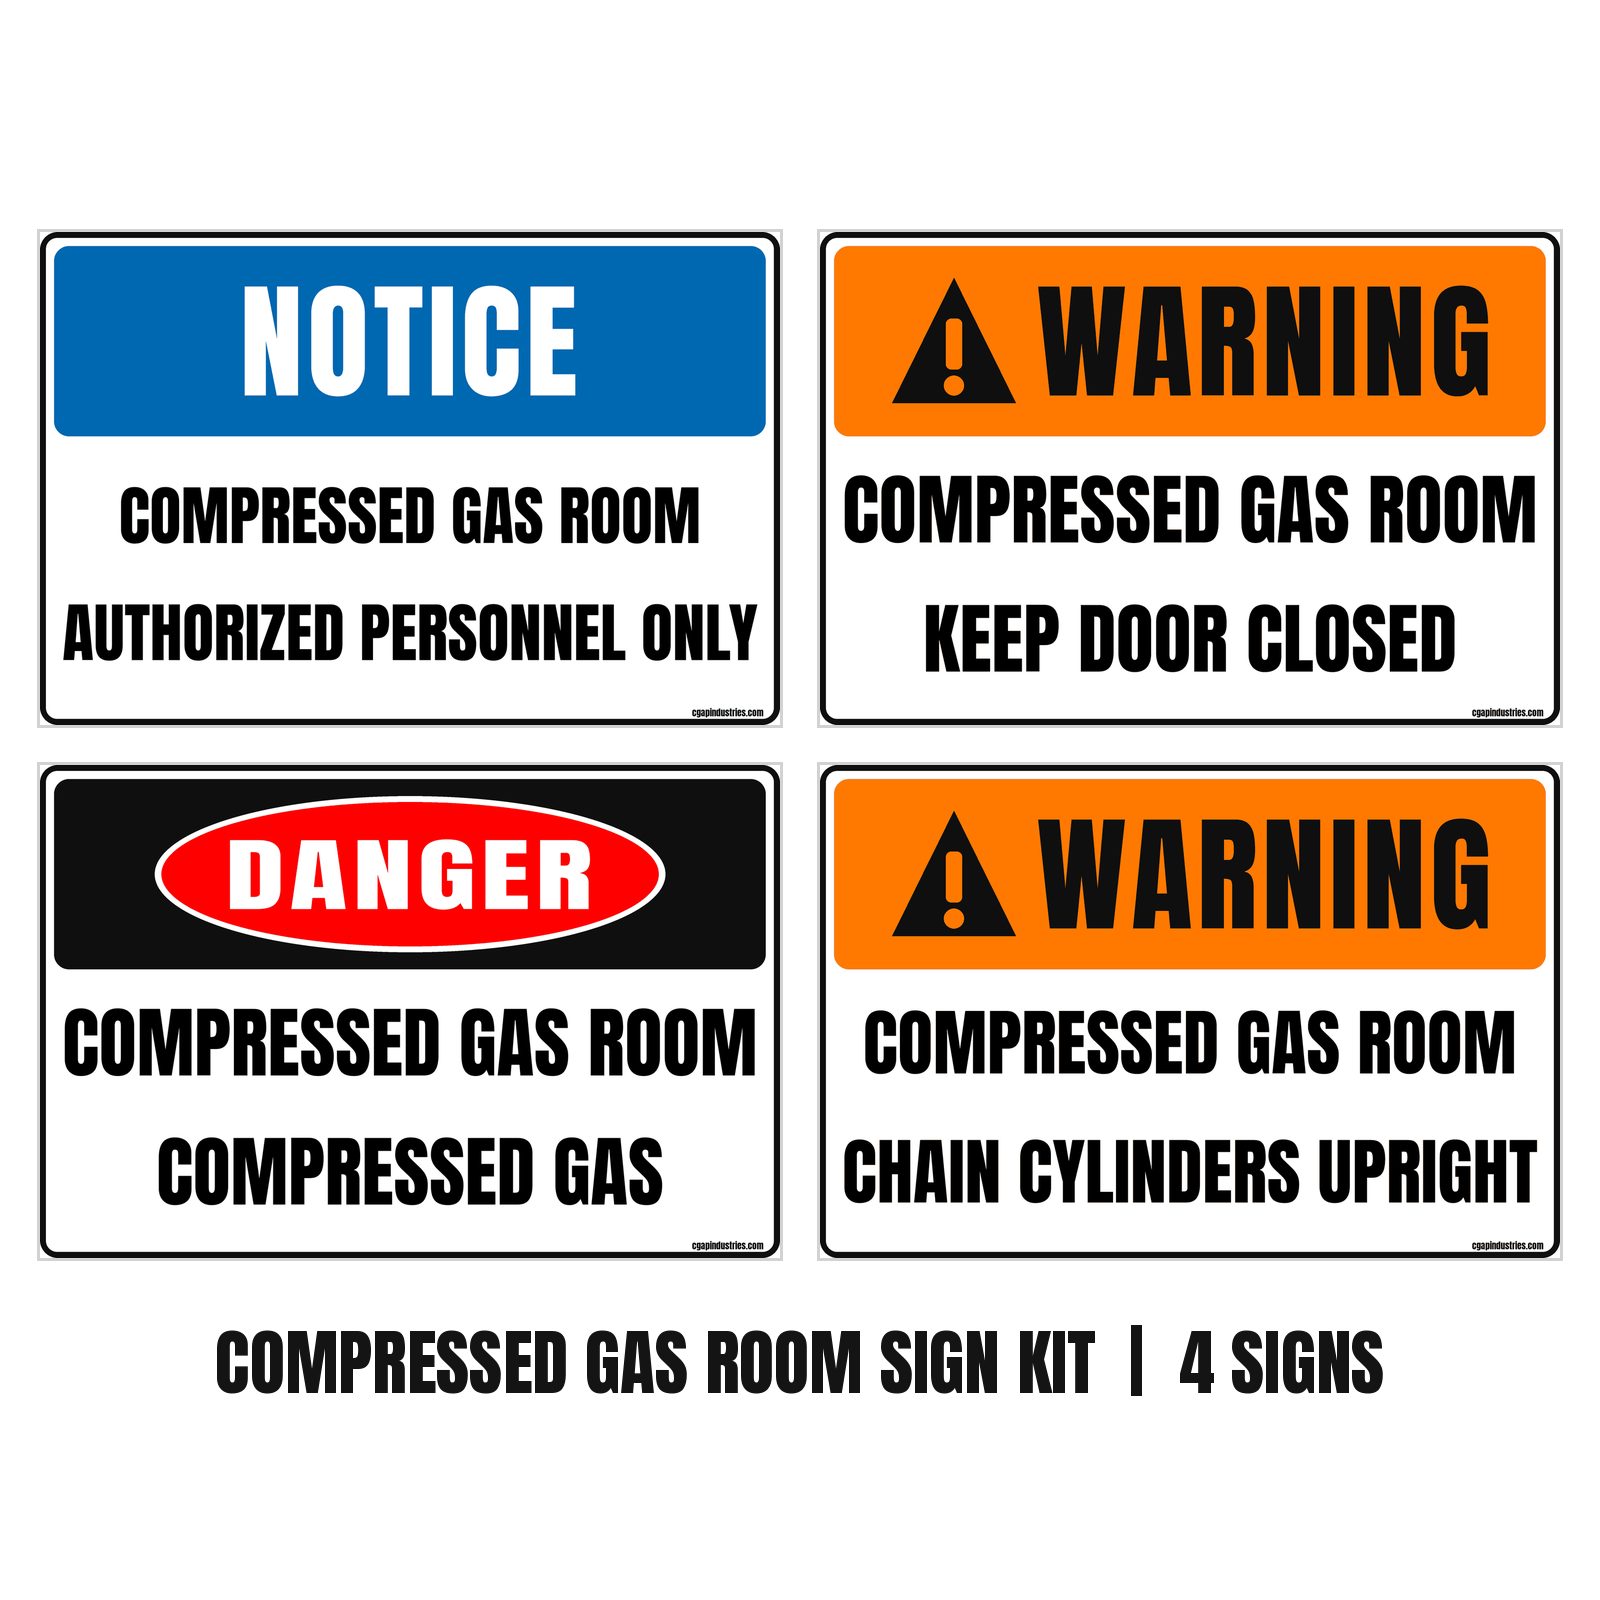 NOTICE
COMPRESSED GAS ROOM
AUTHORIZED PERSONNEL ONLY
cgapindustries.com
WARNING
COMPRESSED GAS ROOM
KEEP DOOR CLOSED
cgapindustries.com
DANGER
COMPRESSED GAS ROOM
COMPRESSED GAS
cgapindustries.com
WARNING
COMPRESSED GAS ROOM
CHAIN CYLINDERS UPRIGHT
cgapindustries.com
COMPRESSED GAS ROOM SIGN KIT | 4 SIGNS